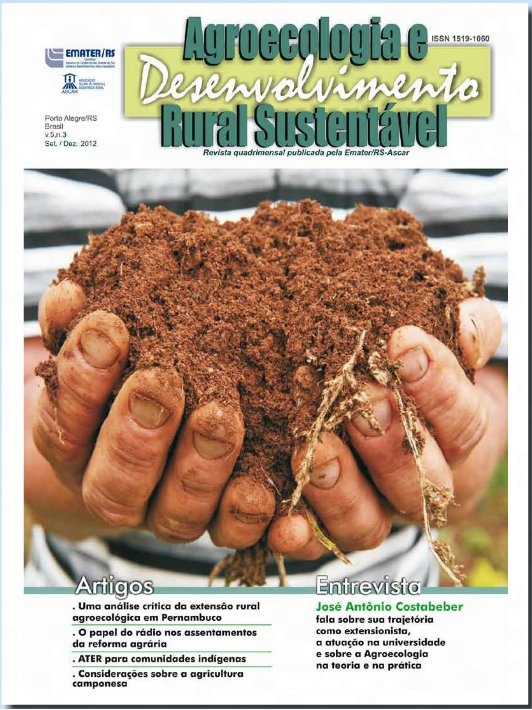 EMATER/RS
ASCAR
Agroecologia e
ISSN 1519-1060
Desenvolvimento
Rural Sustentável
Revista quadrimensal publicada pela Emater/RS-Ascar
Porto Alegre/RS
Brasil
v.5,n.3
Set. / Dez. 2012
Artigos
. Uma análise crítica da extensão rural
agroecológica em Pernambuco
. O papel do rádio nos assentamentos
da reforma agrária
. ATER para comunidades indígenas
. Considerações sobre a agricultura
camponesa
Entrevista
José Antônio Costabeber
fala sobre sua trajetória
como extensionista,
a atuação na universidade
e sobre a Agroecologia
na teoria e na prática